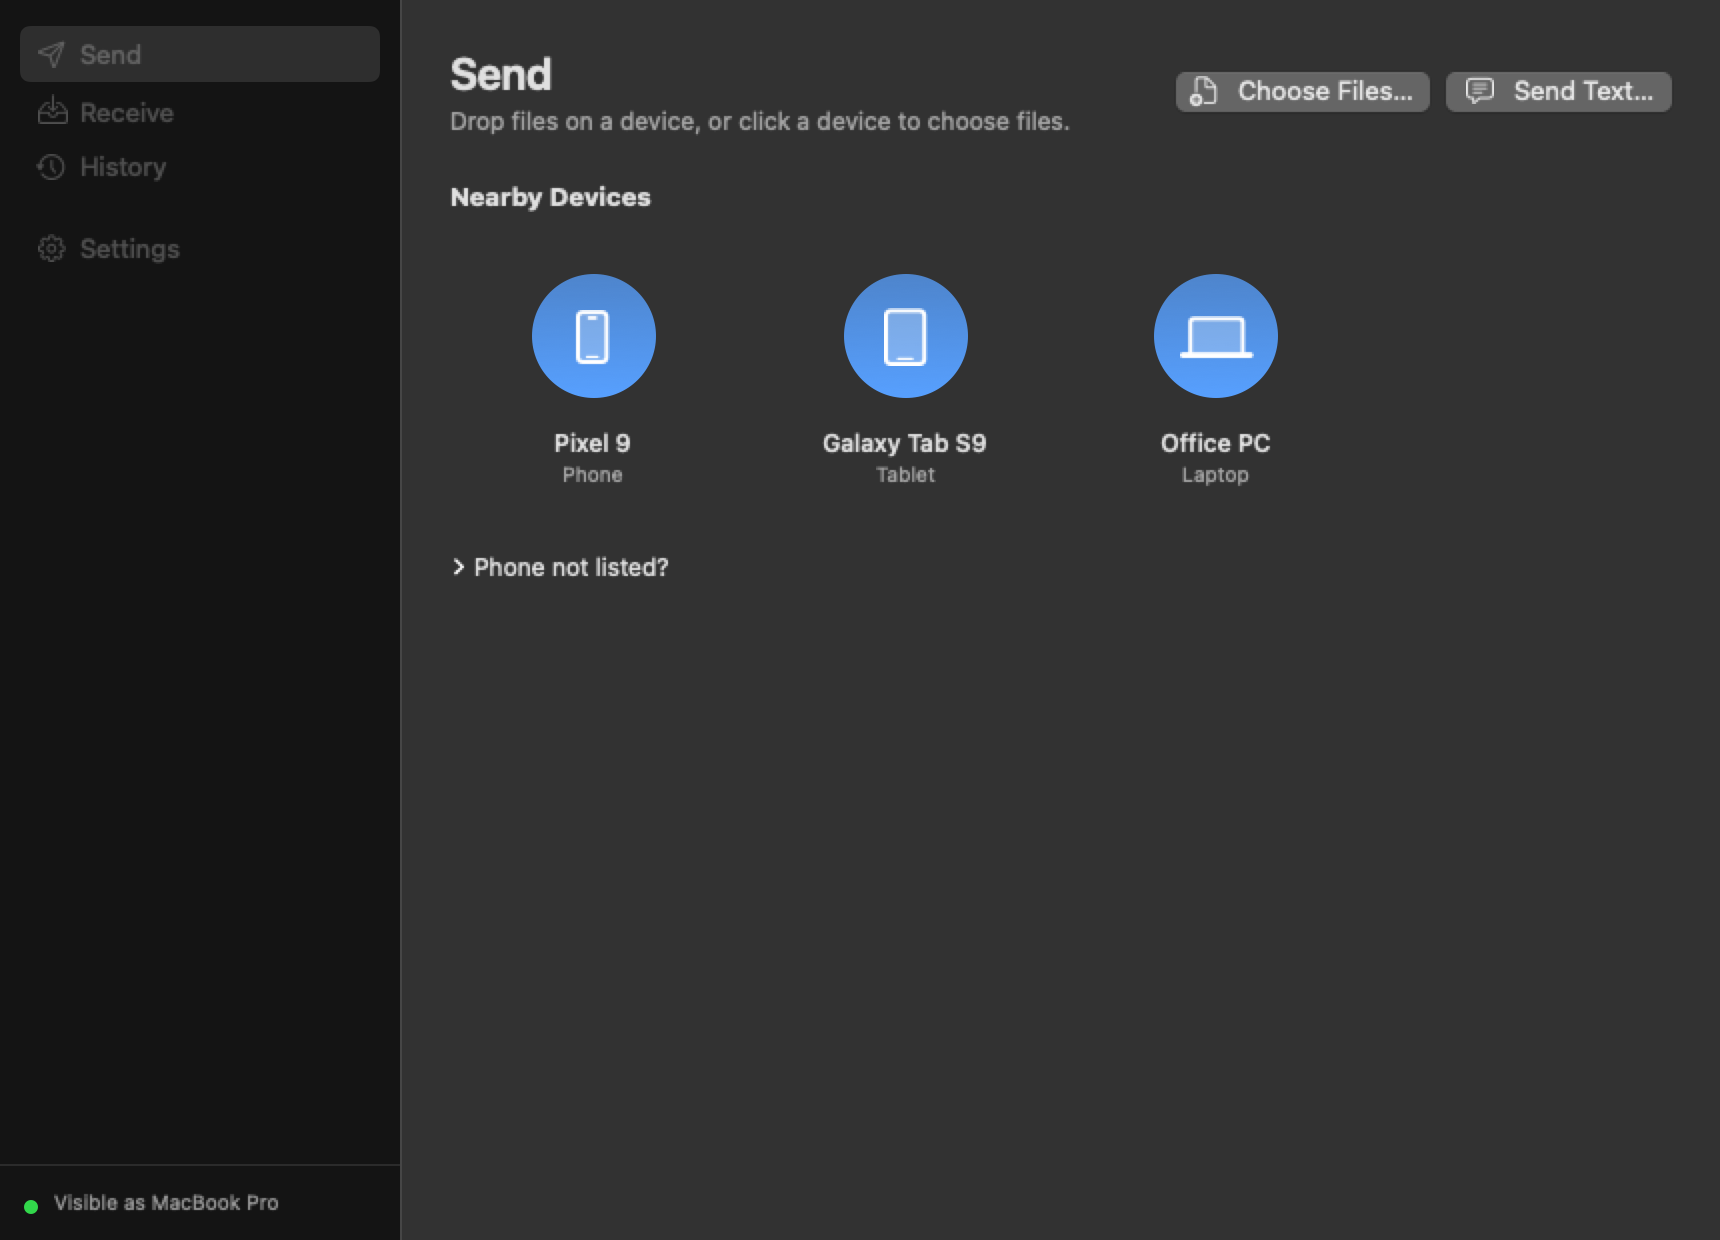 Send
Receive
History
Settings
Visible as MacBook Pro
Send
Drop files on a device, or click a device to choose files.
Choose Files...
Send Text...
Nearby Devices
Pixel 9
Phone
Galaxy Tab S9
Tablet
Office PC
Laptop
Phone not listed?